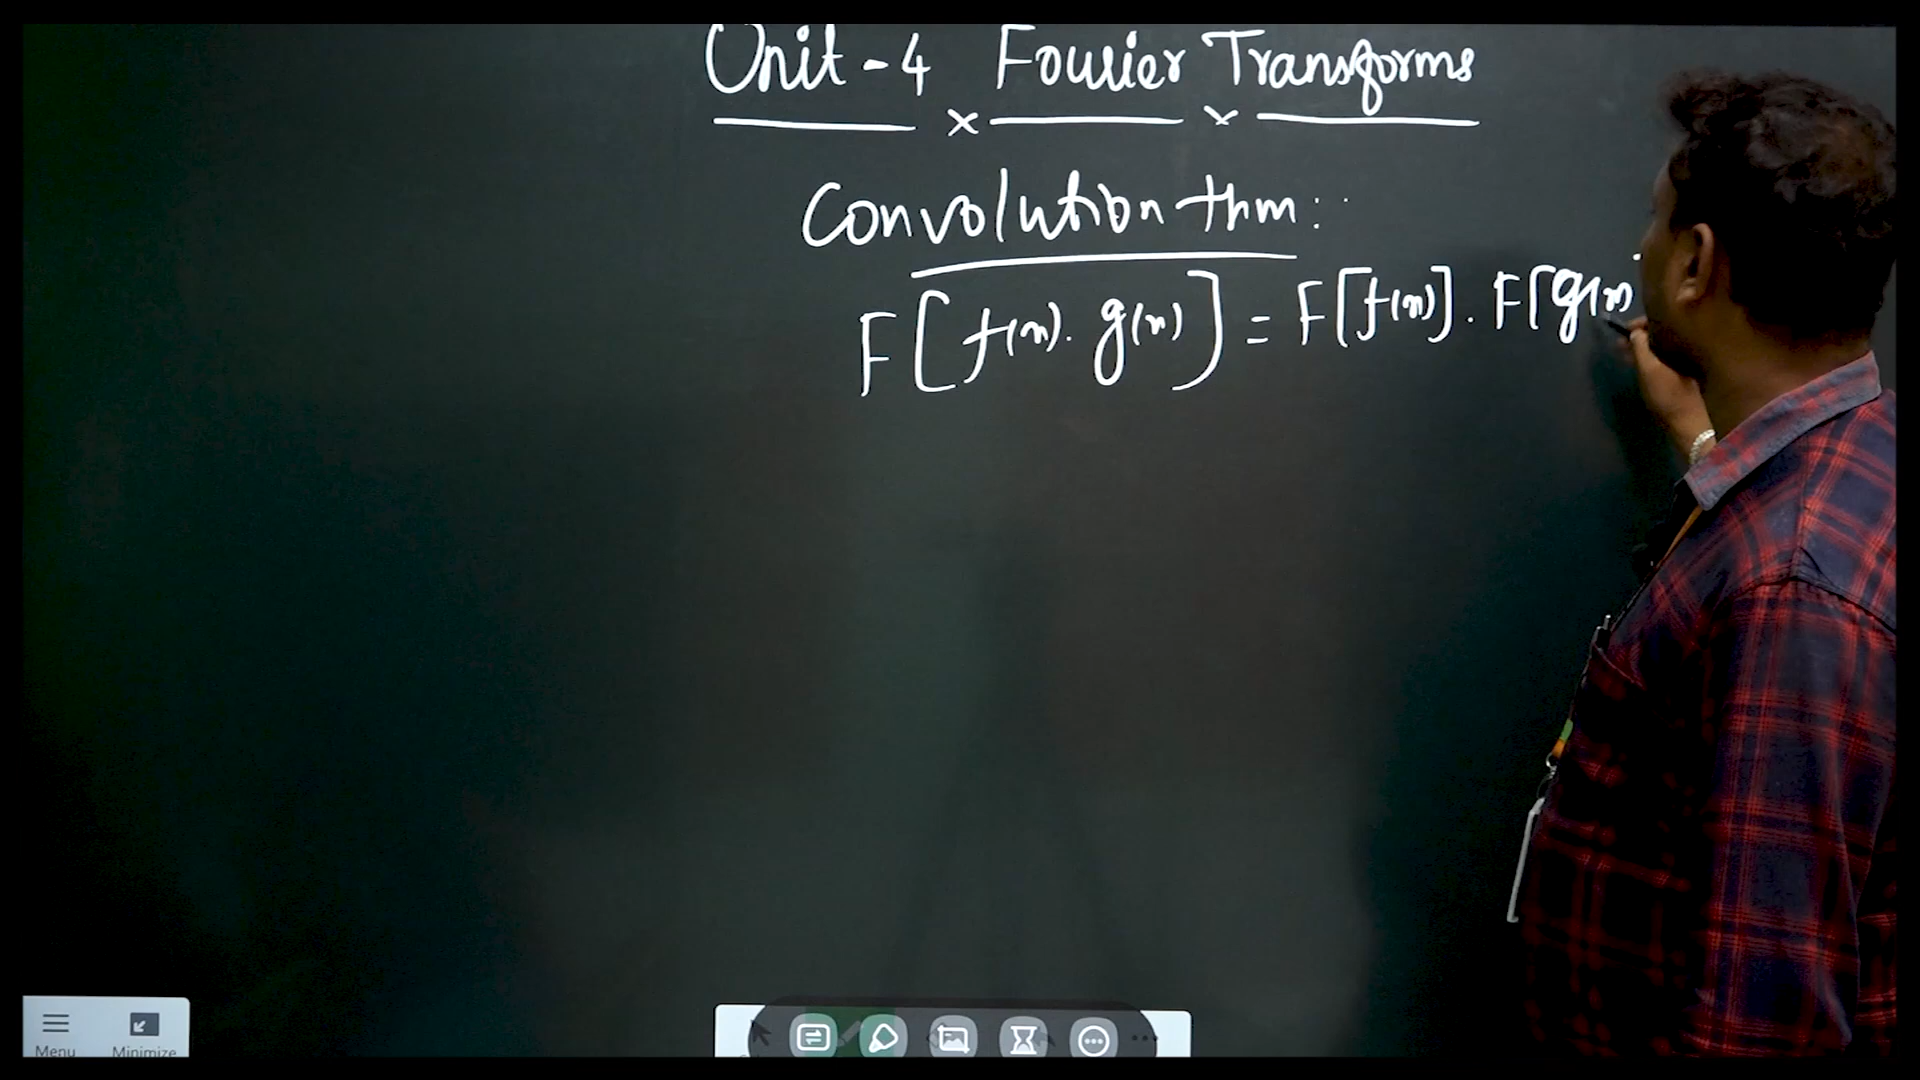 Unit - 4 Fourier Transforms
Convolution thm:
F[f(x). g(x)] = F[f(x)]. F[g(x)
Menu
Minimize